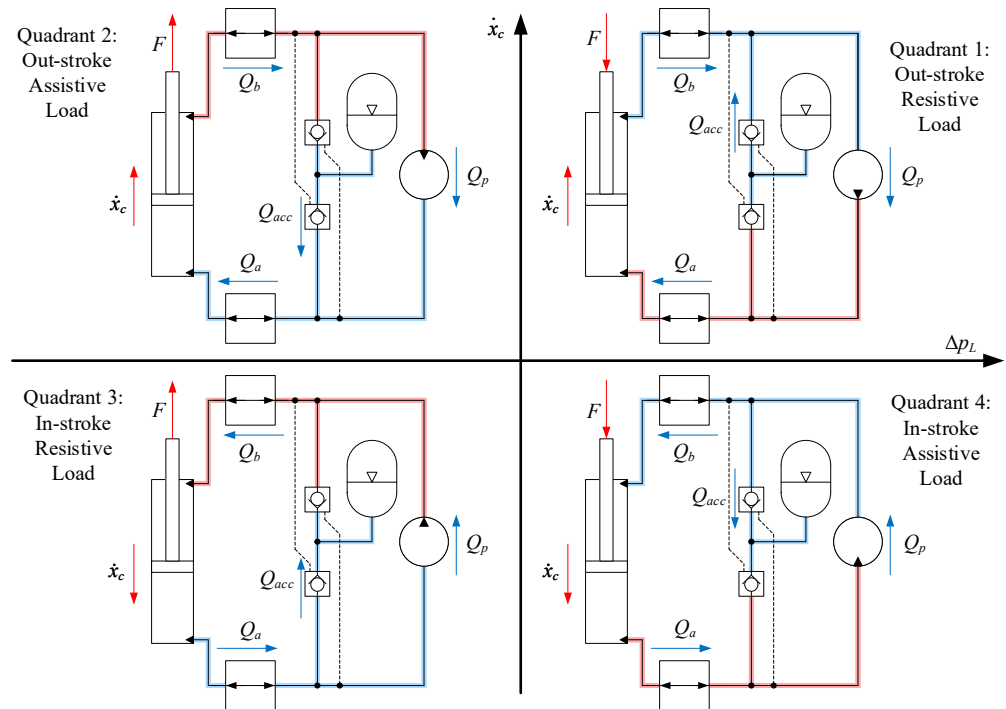 Quadrant 2:
Out-stroke
Assistive
Load
F
Q_b
Q_acc
Q_p
ẋ_c
Q_a
ẋ_c
Quadrant 1:
Out-stroke
Resistive
Load
F
Q_b
Q_acc
Q_p
ẋ_c
Q_a
Δp_L
Quadrant 3:
In-stroke
Resistive
Load
F
Q_b
Q_p
ẋ_c
Q_acc
Q_a
Quadrant 4:
In-stroke
Assistive
Load
F
Q_b
Q_acc
Q_p
ẋ_c
Q_a